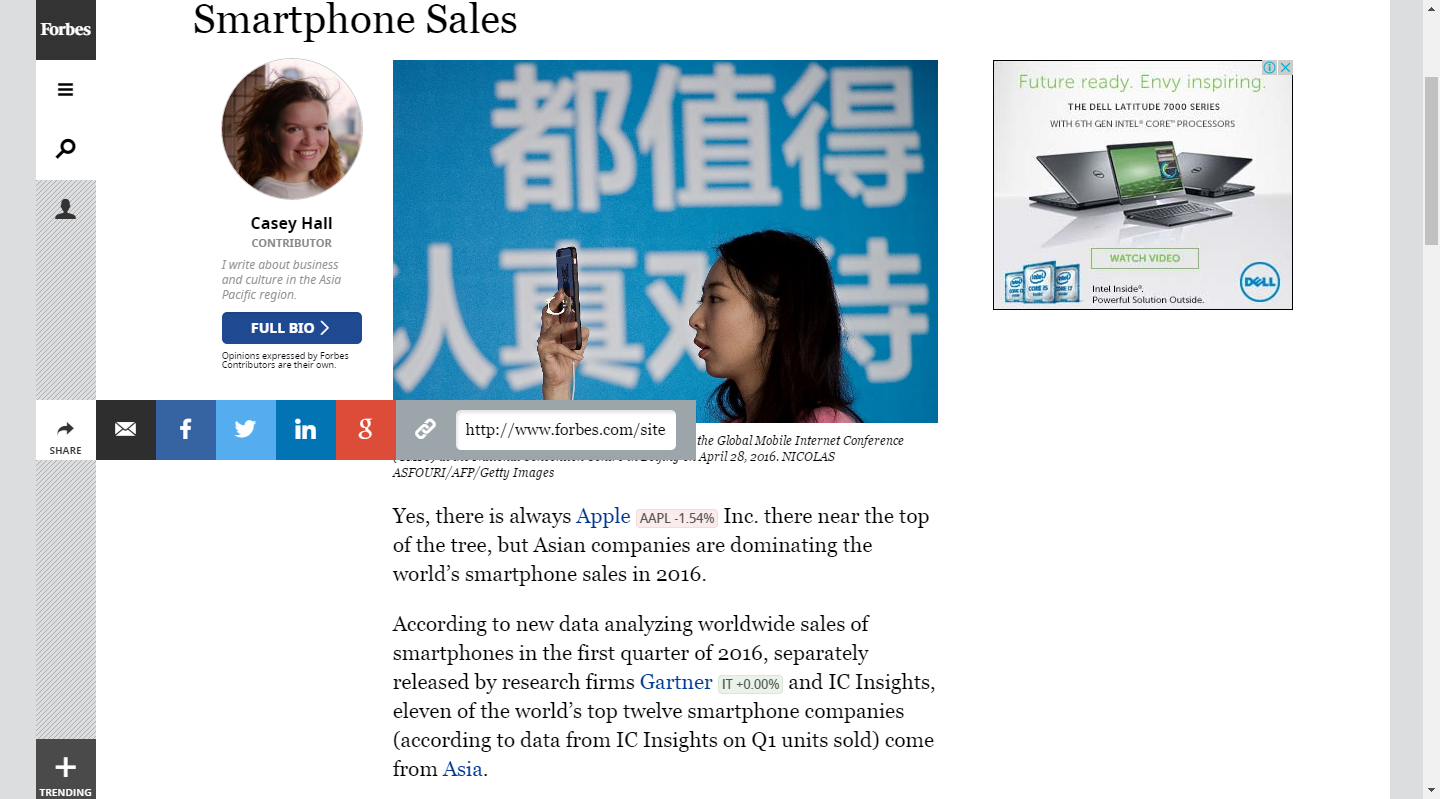 Smartphone Sales
Forbes
Casey Hall
CONTRIBUTOR
I write about business
and culture in the Asia
Pacific region.
FULL BIO
Opinions expressed by Forbes
Contributors are their own.
都值得
人真对待
Future ready. Envy inspiring.
THE DELL LATITUDE 7000 SERIES
WITH 6TH GEN INTEL® CORE™ PROCESSORS
WATCH VIDEO
Intel Inside®.
Powerful Solution Outside.
DELL
SHARE
f
in
g
http://www.forbes.com/site
the Global Mobile Internet Conference
April 28, 2016. NICOLAS
ASFOURI/AFP/Getty Images
Yes, there is always Apple AAPL -1.54% Inc. there near the top
of the tree, but Asian companies are dominating the
world's smartphone sales in 2016.
According to new data analyzing worldwide sales of
smartphones in the first quarter of 2016, separately
released by research firms Gartner IT +0.00% and IC Insights,
eleven of the world's top twelve smartphone companies
(according to data from IC Insights on Q1 units sold) come
from Asia.
TRENDING